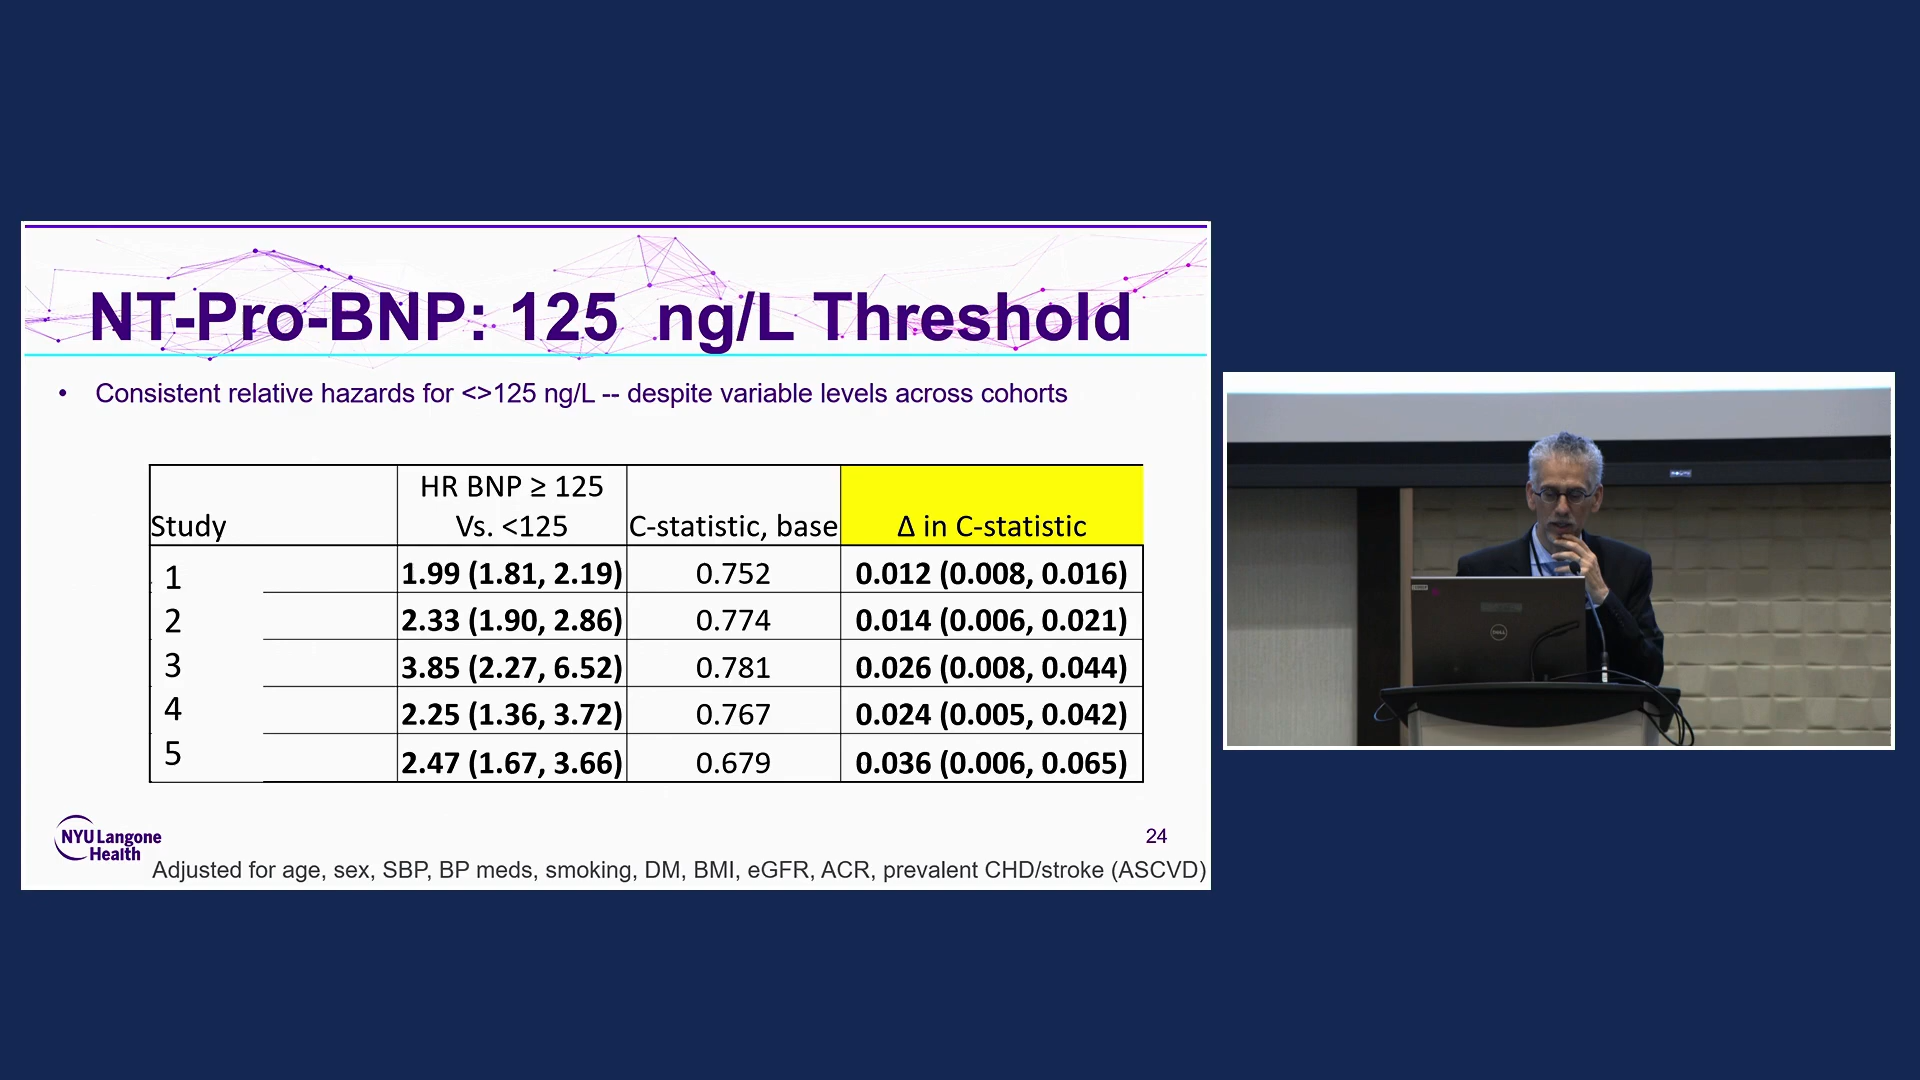 NT-Pro-BNP: 125 ng/L Threshold
• Consistent relative hazards for <>125 ng/L -- despite variable levels across cohorts
Study HR BNP ≥ 125 Vs. <125 C-statistic, base Δ in C-statistic
1 1.99 (1.81, 2.19) 0.752 0.012 (0.008, 0.016)
2 2.33 (1.90, 2.86) 0.774 0.014 (0.006, 0.021)
3 3.85 (2.27, 6.52) 0.781 0.026 (0.008, 0.044)
4 2.25 (1.36, 3.72) 0.767 0.024 (0.005, 0.042)
5 2.47 (1.67, 3.66) 0.679 0.036 (0.006, 0.065)
NYU Langone
Health
24
Adjusted for age, sex, SBP, BP meds, smoking, DM, BMI, eGFR, ACR, prevalent CHD/stroke (ASCVD)
DELL